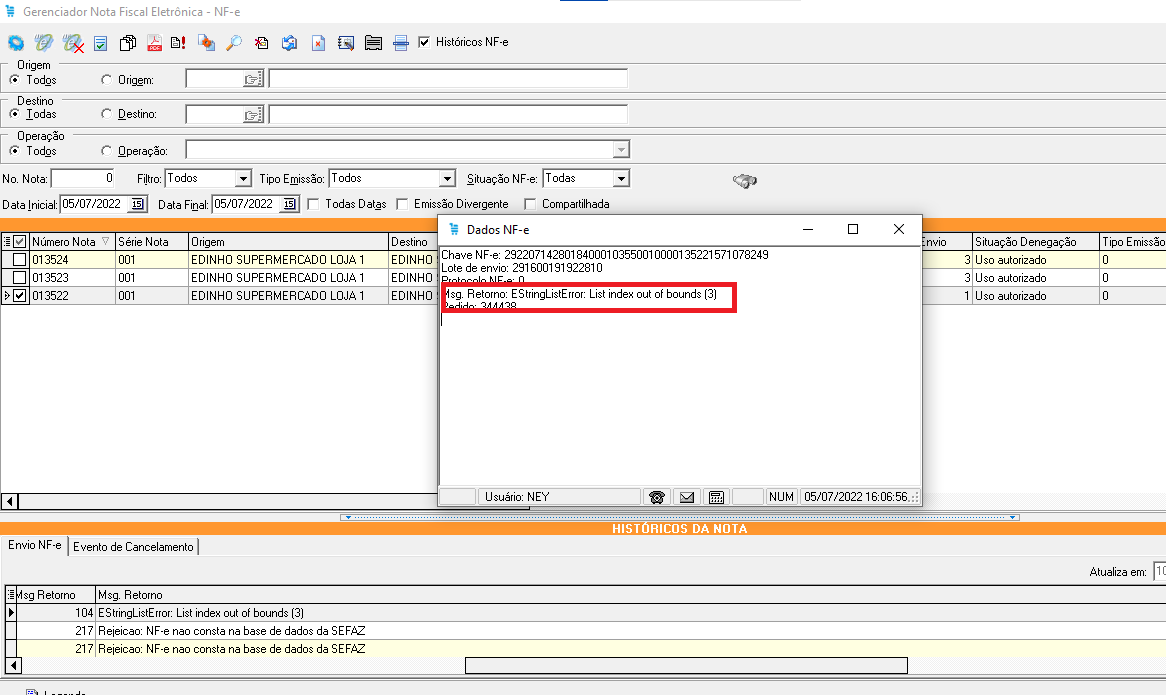 Gerenciador Nota Fiscal Eletrônica - NF-e
Históricos NF-e
Origem
Todos Origem:
Destino
Todas Destino:
Operação
Todos Operação:
No. Nota: 0 Filtro: Todos Tipo Emissão: Todos Situação NF-e: Todas
Data Inicial: 05/07/2022 15 Data Final: 05/07/2022 15 Todas Datas Emissão Divergente Compartilhada
Número Nota Série Nota Origem Destino Envio Situação Denegação Tipo Emissão
013524 001 EDINHO SUPERMERCADO LOJA 1 EDINHO 3 Uso autorizado 0
013523 001 EDINHO SUPERMERCADO LOJA 1 EDINHO 3 Uso autorizado 0
013522 001 EDINHO SUPERMERCADO LOJA 1 EDINHO 1 Uso autorizado 0
Dados NF-e
Chave NF-e: 29220714280184000103550010000135221571078249
Lote de envio: 291600191922810
Protocolo NF-e: 0
Msg. Retorno: EStringListError: List index out of bounds (3)
Pedido: 344438
Usuário: NEY NUM 05/07/2022 16:06:56
HISTÓRICOS DA NOTA
Envio NF-e Evento de Cancelamento
Atualiza em: 10
Msg Retorno Msg. Retorno
104 EStringListError: List index out of bounds (3)
217 Rejeicao: NF-e nao consta na base de dados da SEFAZ
217 Rejeicao: NF-e nao consta na base de dados da SEFAZ
Legenda